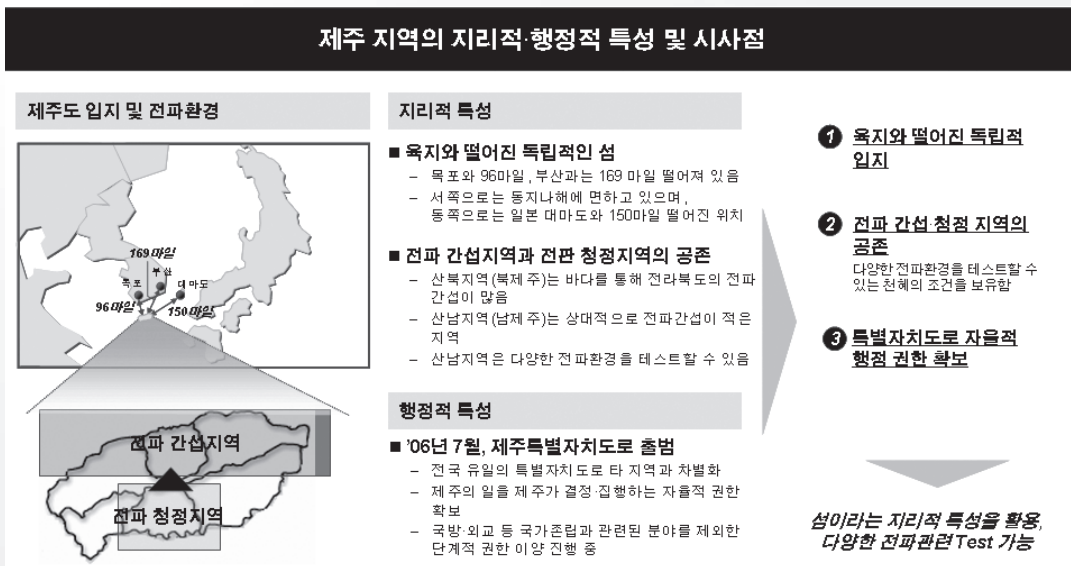 제주 지역의 지리적·행정적 특성 및 시사점
제주도 입지 및 전파환경
169마일
부산
목포
대마도
96마일
150마일
전파 간섭지역
전파 청정지역
지리적 특성
■ 육지와 떨어진 독립적인 섬
– 목포와 96마일, 부산과는 169 마일 떨어져 있음
– 서쪽으로는 동지나해에 면하고 있으며,
동쪽으로는 일본 대마도와 150마일 떨어진 위치
■ 전파 간섭지역과 전판 청정지역의 공존
– 산북지역(북제주)는 바다를 통해 전라북도의 전파
간섭이 많음
– 산남지역(남제주)는 상대적으로 전파간섭이 적은
지역
– 산남지역은 다양한 전파환경을 테스트할 수 있음
행정적 특성
■ '06년 7월, 제주특별자치도로 출범
– 전국 유일의 특별자치도로 타 지역과 차별화
– 제주의 일을 제주가 결정·집행하는 자율적 권한
확보
– 국방·외교 등 국가존립과 관련된 분야를 제외한
단계적 권한 이양 진행 중
1 육지와 떨어진 독립적
입지
2 전파 간섭·청정 지역의
공존
다양한 전파환경을 테스트할 수
있는 천혜의 조건을 보유함
3 특별자치도로 자율적
행정 권한 확보
섬이라는 지리적 특성을 활용,
다양한 전파관련 Test 가능